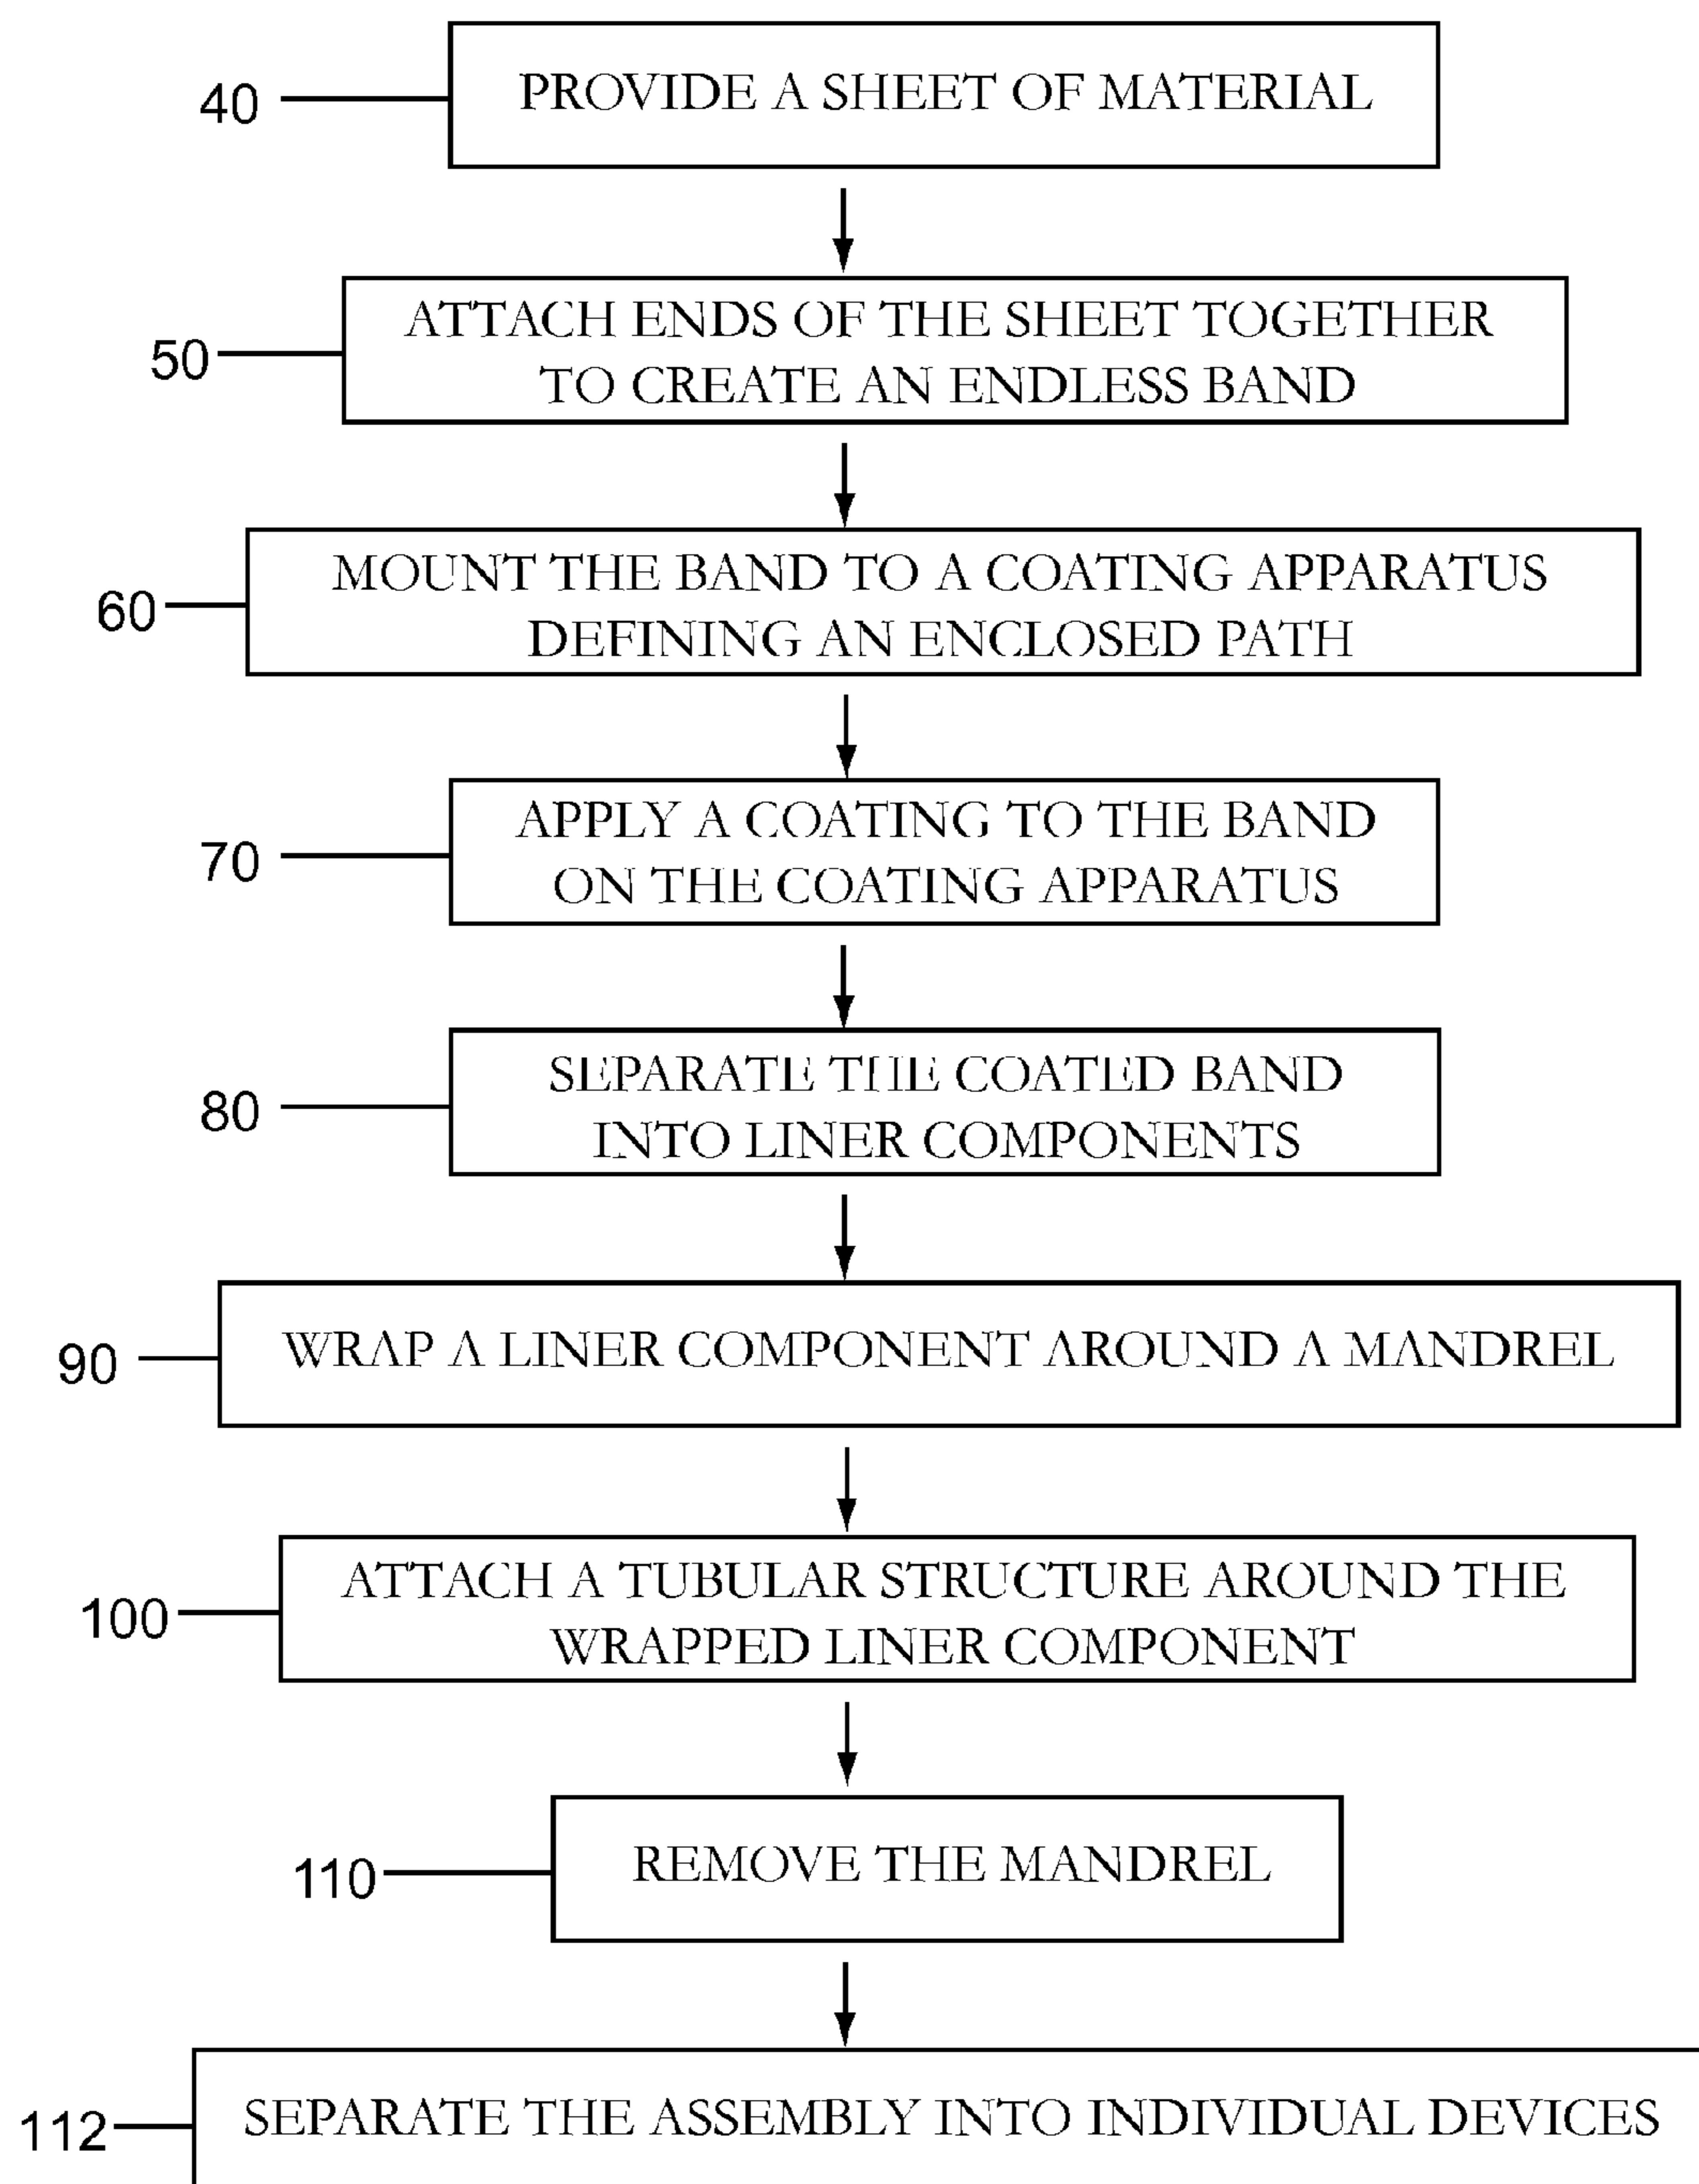 40
PROVIDE A SHEET OF MATERIAL
50
ATTACH ENDS OF THE SHEET TOGETHER
TO CREATE AN ENDLESS BAND
60
MOUNT THE BAND TO A COATING APPARATUS
DEFINING AN ENCLOSED PATH
70
APPLY A COATING TO THE BAND
ON THE COATING APPARATUS
80
SEPARATE THE COATED BAND
INTO LINER COMPONENTS
90
WRAP A LINER COMPONENT AROUND A MANDREL
100
ATTACH A TUBULAR STRUCTURE AROUND THE
WRAPPED LINER COMPONENT
110
REMOVE THE MANDREL
112
SEPARATE THE ASSEMBLY INTO INDIVIDUAL DEVICES